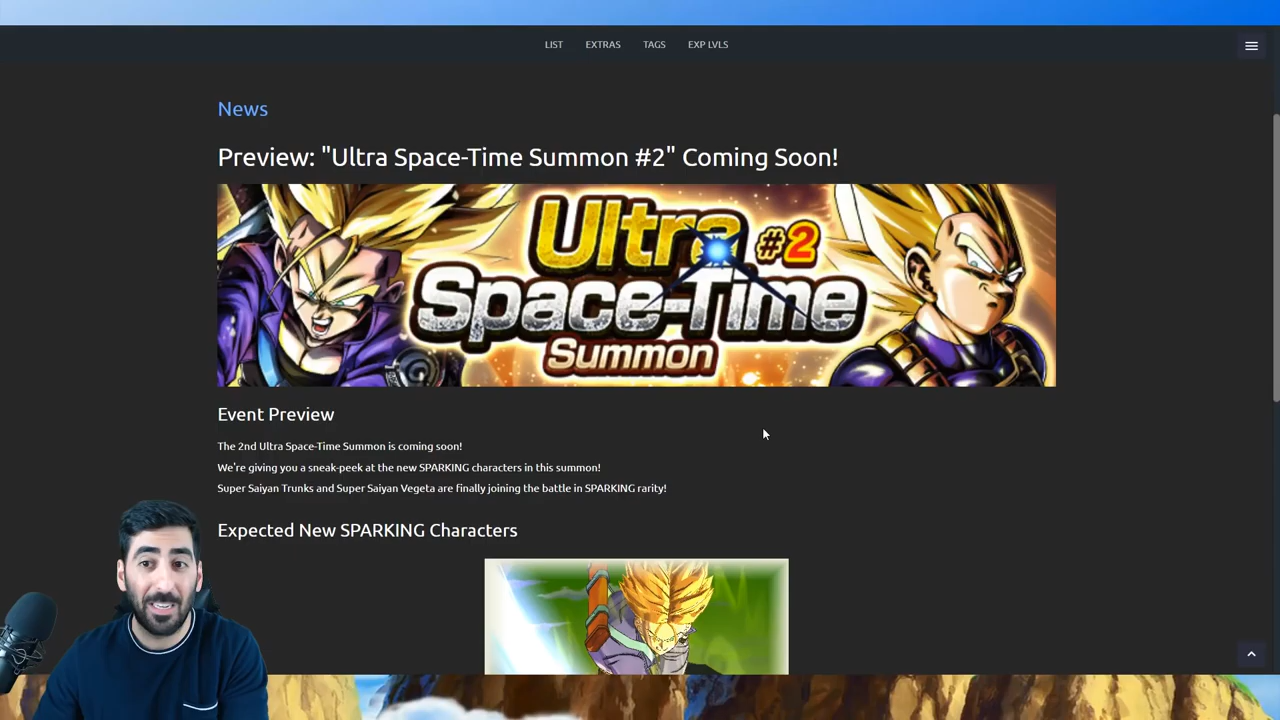 LIST EXTRAS TAGS EXP LVLS
News
Preview: "Ultra Space-Time Summon #2" Coming Soon!
Ultra #2
Space-Time
Summon
Event Preview
The 2nd Ultra Space-Time Summon is coming soon!
We're giving you a sneak-peek at the new SPARKING characters in this summon!
Super Saiyan Trunks and Super Saiyan Vegeta are finally joining the battle in SPARKING rarity!
Expected New SPARKING Characters